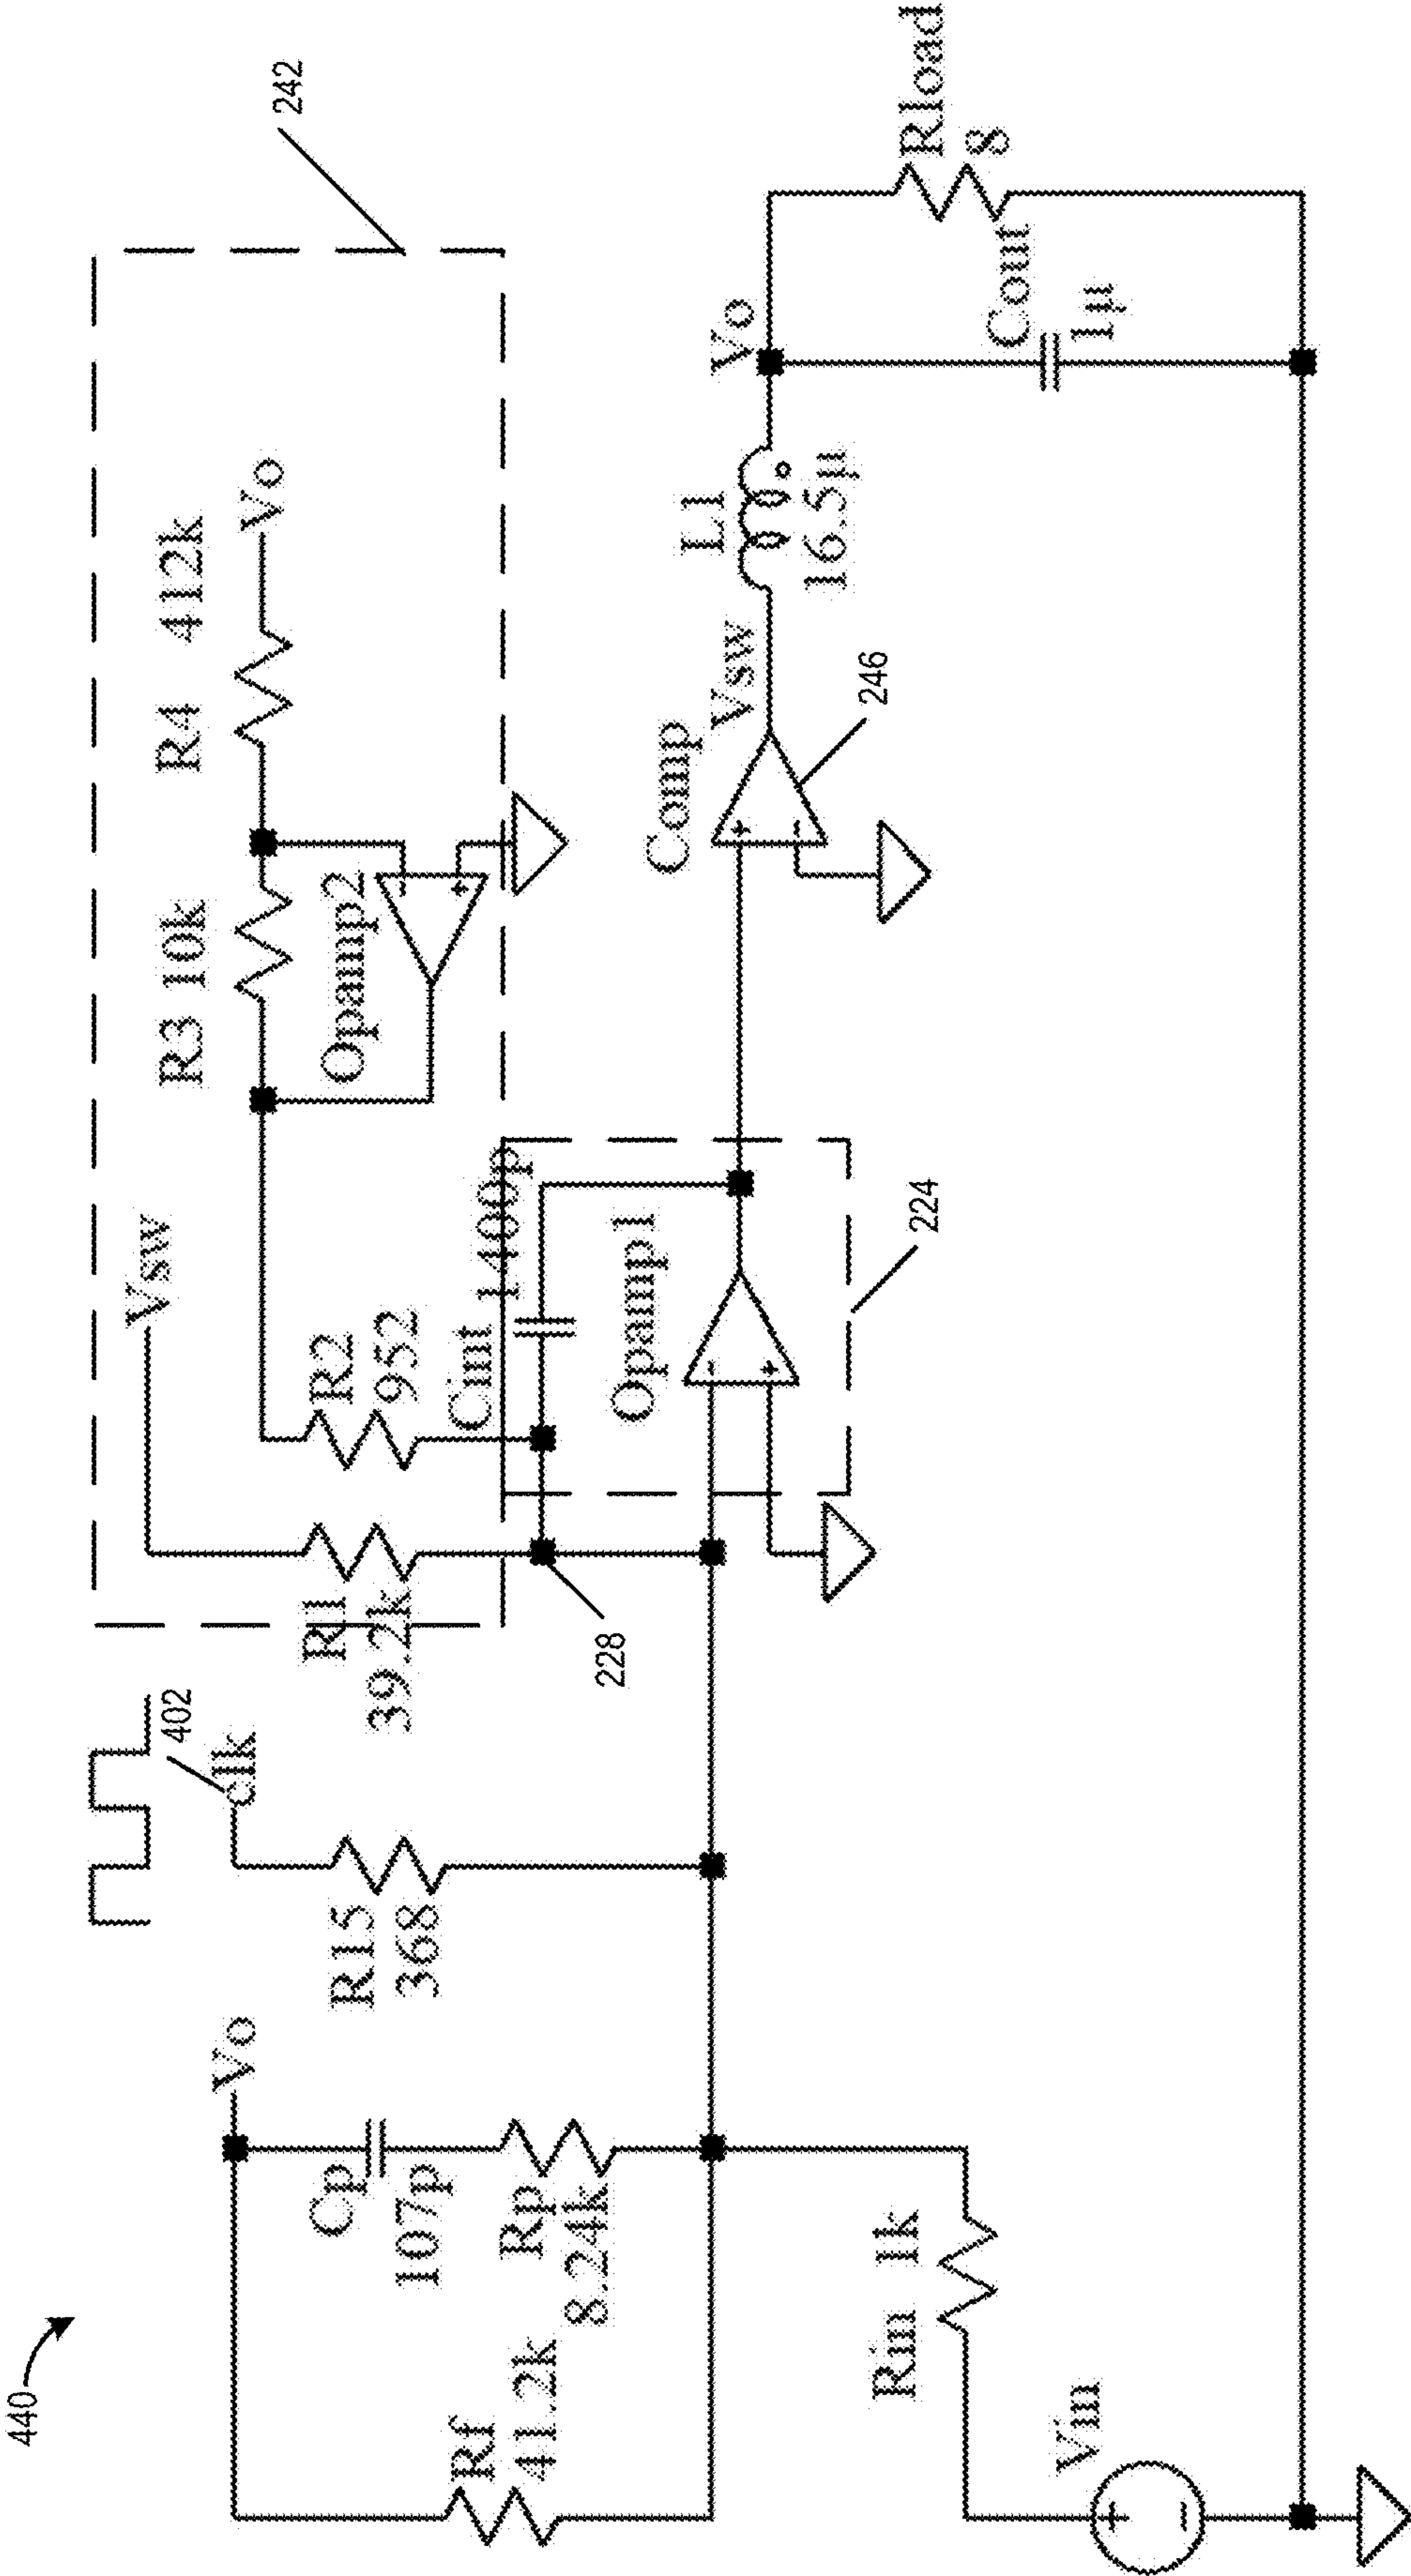 440
Rf
41.2k
Cp
107p
Rp
8.24k
Vo
R15
368
clk
402
Vin
Rin 1k
R1
39.2k
Vsw
R2
952
228
Cint
1400p
Opamp1
224
R3 10k
R4 412k
Vo
Opamp2
242
Comp
Vsw
246
L1
16.5µ
Vo
Cout
1µ
Rload
8